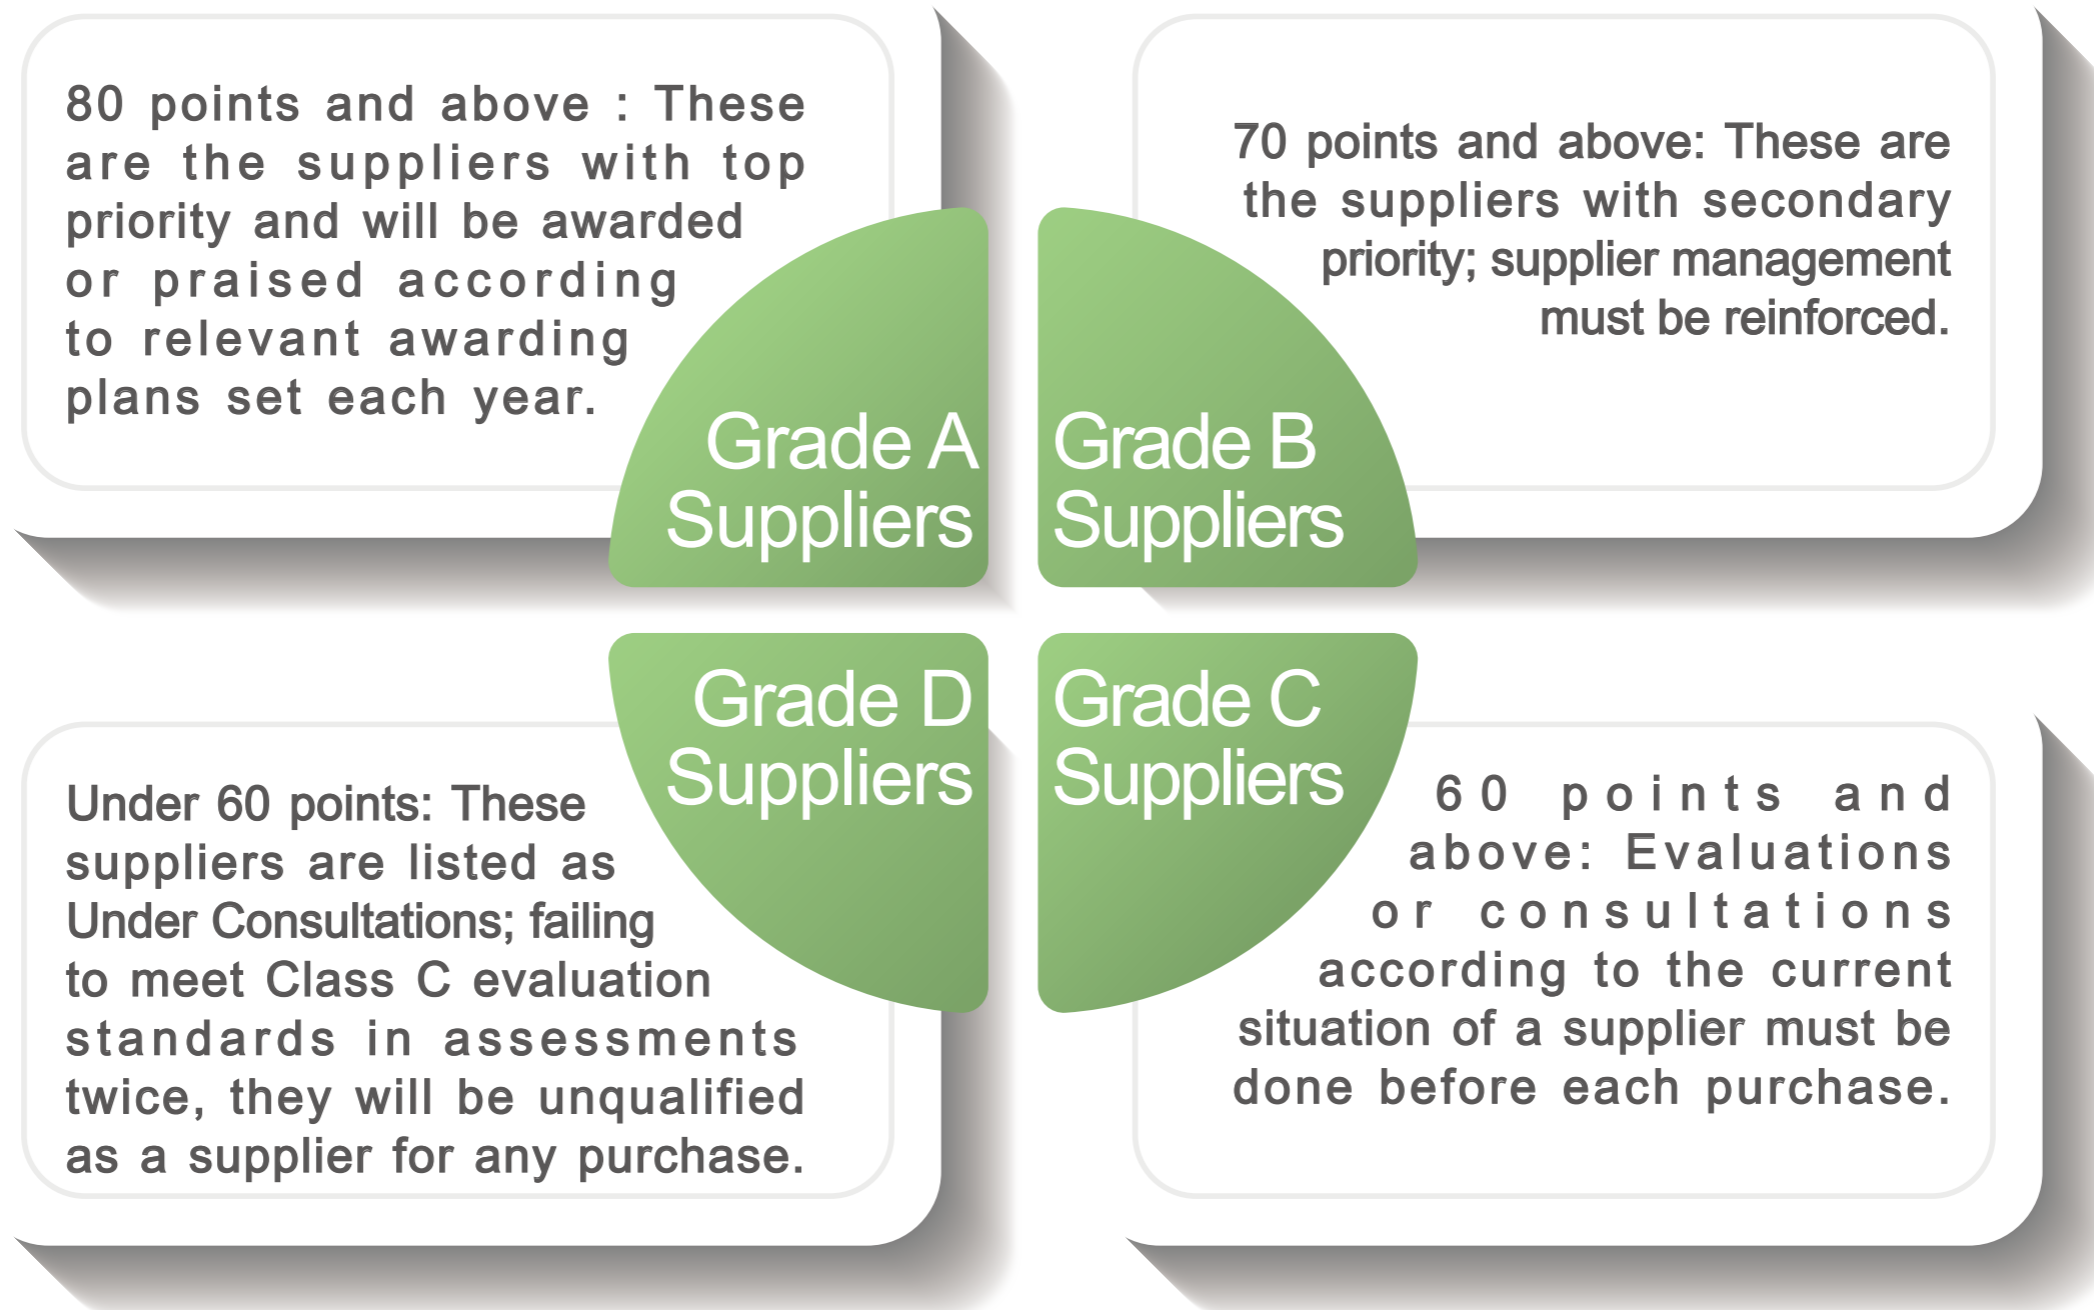 80 points and above : These
are the suppliers with top
priority and will be awarded
or praised according
to relevant awarding
plans set each year.
Grade A
Suppliers
70 points and above: These are
the suppliers with secondary
priority; supplier management
must be reinforced.
Grade B
Suppliers
Grade D
Suppliers
Under 60 points: These
suppliers are listed as
Under Consultations; failing
to meet Class C evaluation
standards in assessments
twice, they will be unqualified
as a supplier for any purchase.
Grade C
Suppliers
60 points and
above: Evaluations
or consultations
according to the current
situation of a supplier must be
done before each purchase.